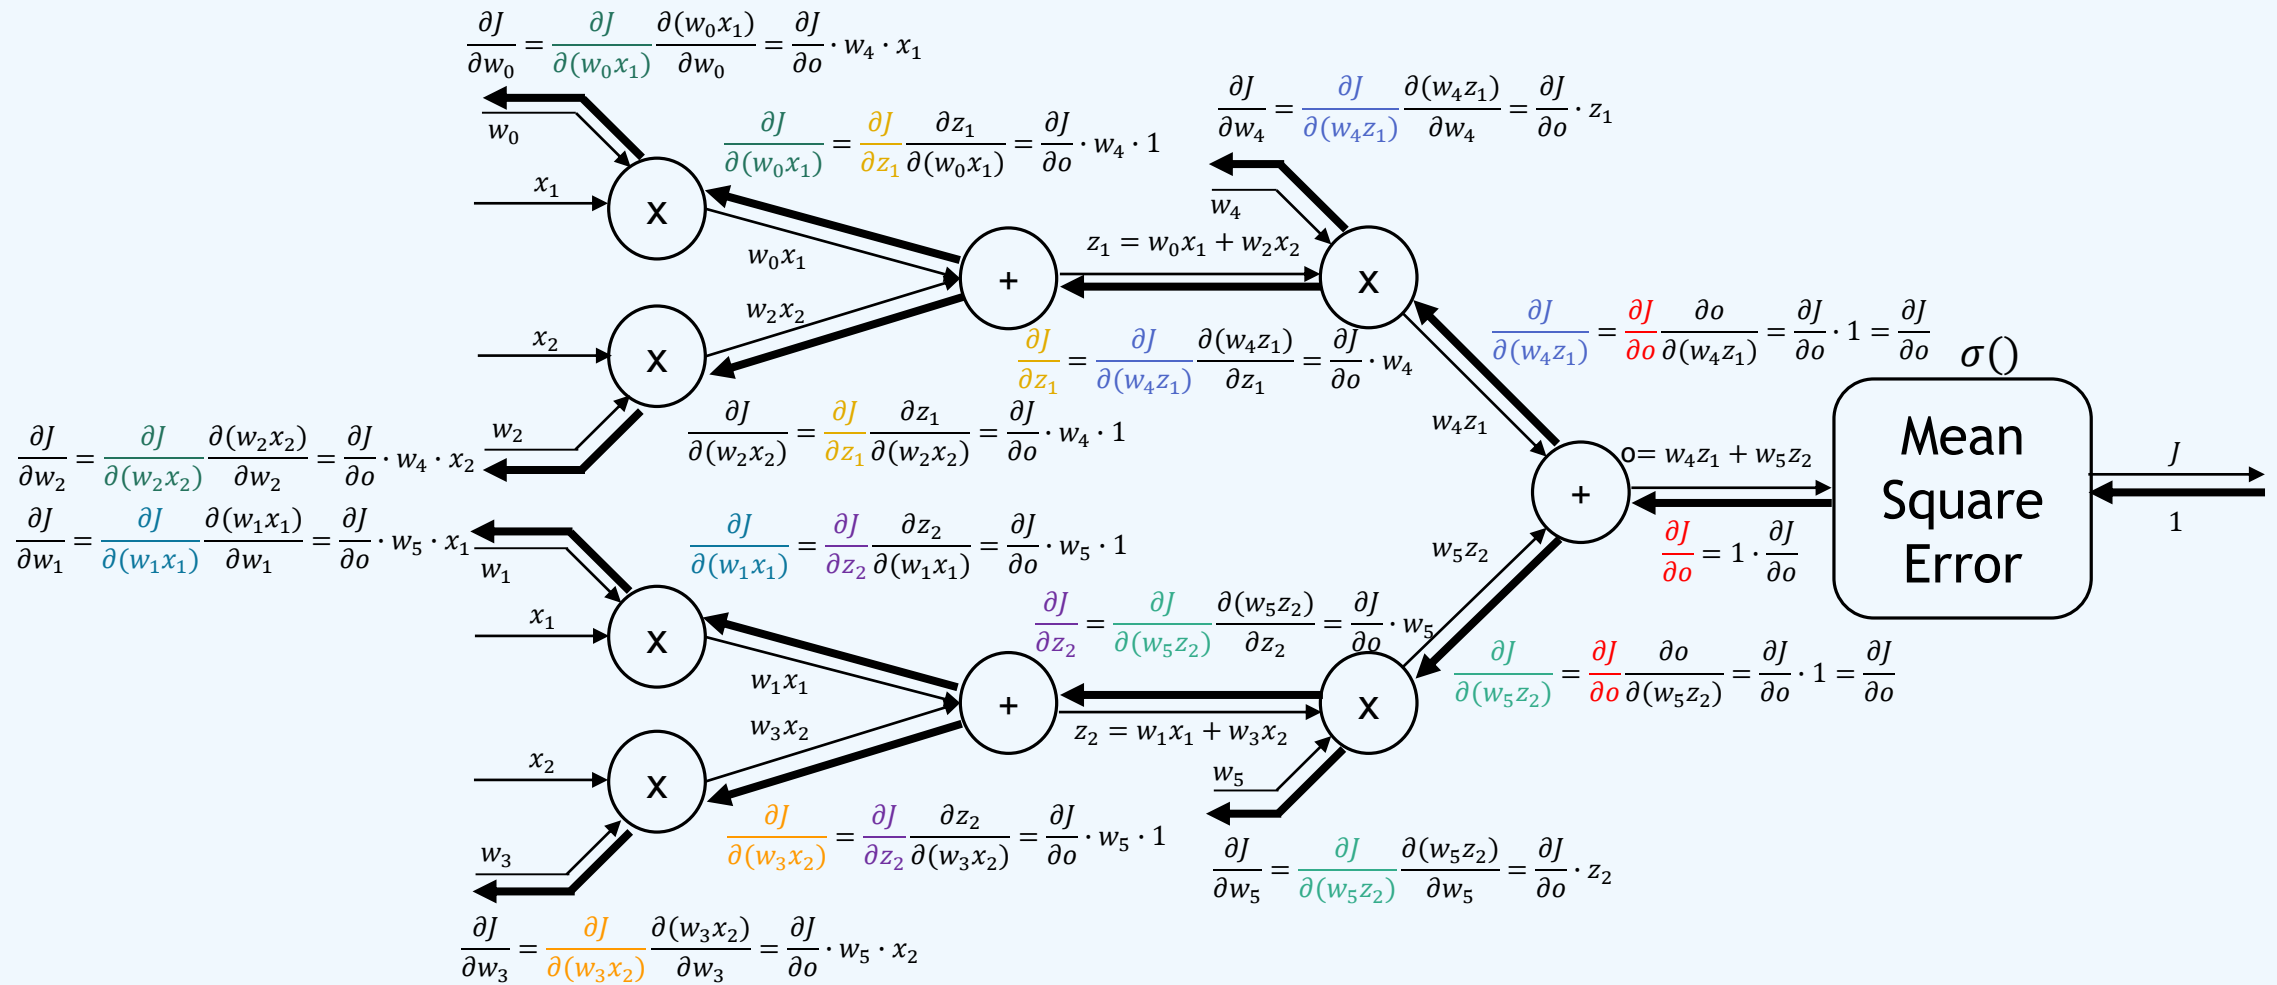 ∂J/∂w₀ = ∂J/∂(w₀x₁) ∂(w₀x₁)/∂w₀ = ∂J/∂o · w₄ · x₁
w₀
x₁
x
∂J/∂(w₀x₁) = ∂J/∂z₁ ∂z₁/∂(w₀x₁) = ∂J/∂o · w₄ · 1
w₀x₁
∂J/∂w₄ = ∂J/∂(w₄z₁) ∂(w₄z₁)/∂w₄ = ∂J/∂o · z₁
w₄
z₁ = w₀x₁ + w₂x₂
+
x
w₂x₂
x₂
x
w₂
∂J/∂z₁ = ∂J/∂(w₄z₁) ∂(w₄z₁)/∂z₁ = ∂J/∂o · w₄
∂J/∂(w₄z₁) = ∂J/∂o ∂o/∂(w₄z₁) = ∂J/∂o · 1 = ∂J/∂o
σ()
∂J/∂(w₂x₂) = ∂J/∂z₁ ∂z₁/∂(w₂x₂) = ∂J/∂o · w₄ · 1
w₄z₁
∂J/∂w₂ = ∂J/∂(w₂x₂) ∂(w₂x₂)/∂w₂ = ∂J/∂o · w₄ · x₂
o= w₄z₁ + w₅z₂
+
Mean
Square
Error
J
1
∂J/∂o = 1 · ∂J/∂o
∂J/∂w₁ = ∂J/∂(w₁x₁) ∂(w₁x₁)/∂w₁ = ∂J/∂o · w₅ · x₁
w₁
∂J/∂(w₁x₁) = ∂J/∂z₂ ∂z₂/∂(w₁x₁) = ∂J/∂o · w₅ · 1
w₅z₂
x₁
x
∂J/∂z₂ = ∂J/∂(w₅z₂) ∂(w₅z₂)/∂z₂ = ∂J/∂o · w₅
∂J/∂(w₅z₂) = ∂J/∂o ∂o/∂(w₅z₂) = ∂J/∂o · 1 = ∂J/∂o
w₁x₁
+
x
w₃x₂
z₂ = w₁x₁ + w₃x₂
x₂
x
w₅
w₃
∂J/∂(w₃x₂) = ∂J/∂z₂ ∂z₂/∂(w₃x₂) = ∂J/∂o · w₅ · 1
∂J/∂w₅ = ∂J/∂(w₅z₂) ∂(w₅z₂)/∂w₅ = ∂J/∂o · z₂
∂J/∂w₃ = ∂J/∂(w₃x₂) ∂(w₃x₂)/∂w₃ = ∂J/∂o · w₅ · x₂